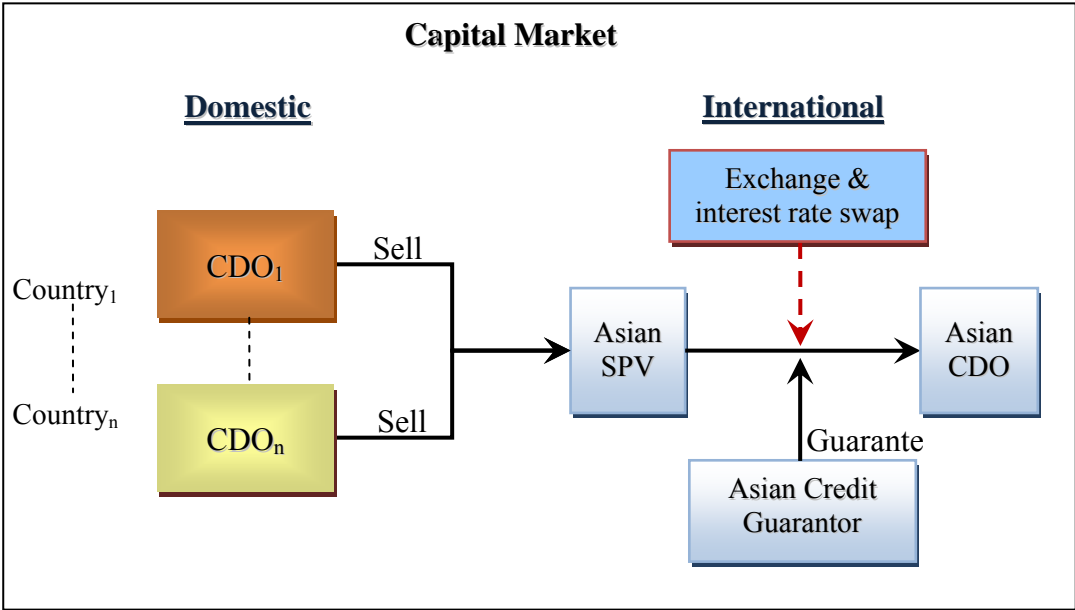 Capital Market
Domestic
International
Exchange &
interest rate swap
Sell
CDO₁
Country₁
Asian
SPV
Asian
CDO
Countryₙ
Sell
CDOₙ
Guarante
Asian Credit
Guarantor